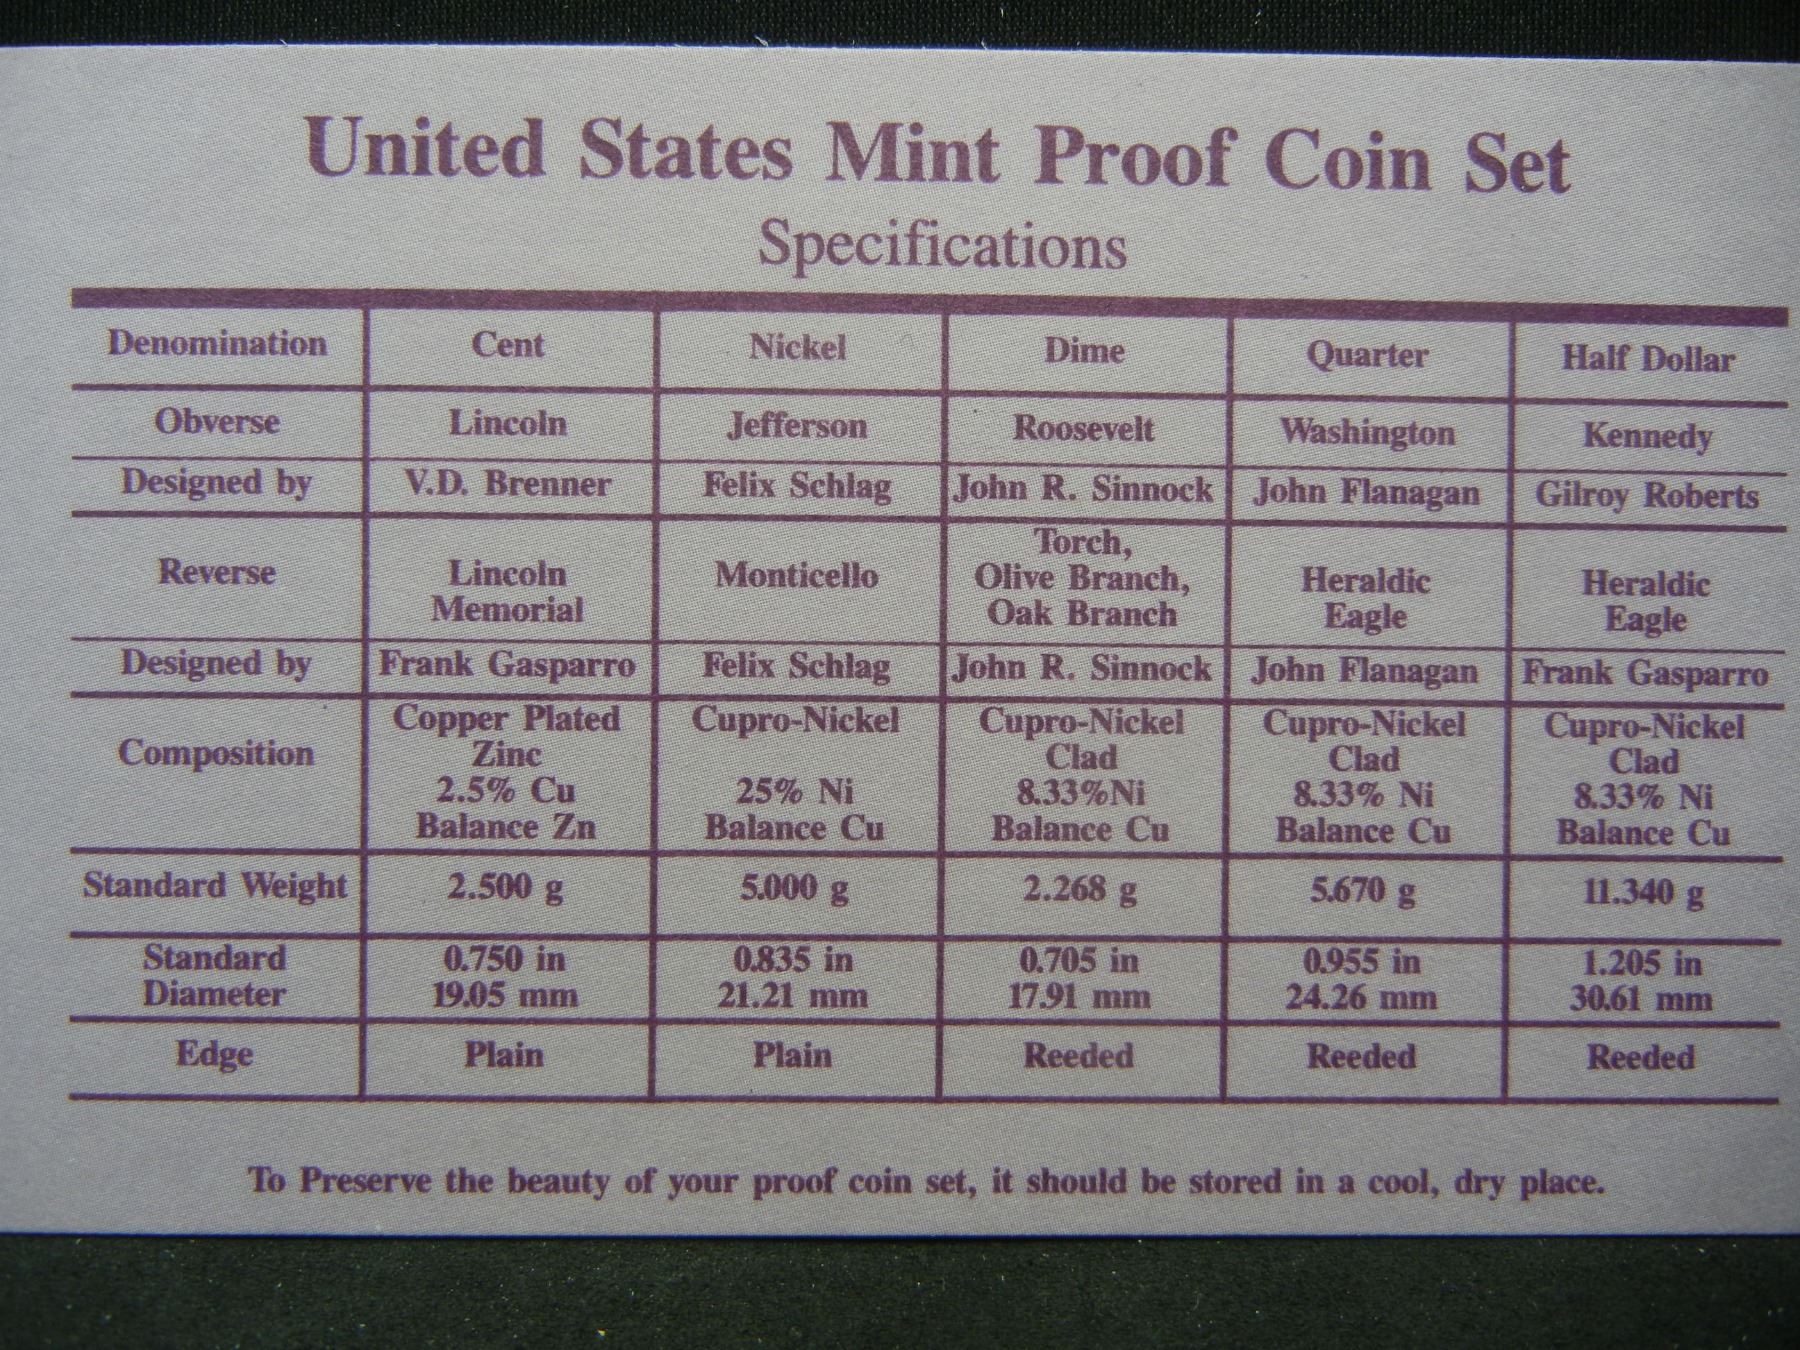 United States Mint Proof Coin Set
Specifications
Denomination Cent Nickel Dime Quarter Half Dollar
Obverse Lincoln Jefferson Roosevelt Washington Kennedy
Designed by V.D. Brenner Felix Schlag John R. Sinnock John Flanagan Gilroy Roberts
Torch,
Reverse Lincoln Monticello Olive Branch, Heraldic Heraldic
Memorial Oak Branch Eagle Eagle
Designed by Frank Gasparro Felix Schlag John R. Sinnock John Flanagan Frank Gasparro
Copper Plated Cupro-Nickel Cupro-Nickel Cupro-Nickel Cupro-Nickel
Composition Zinc Clad Clad Clad
2.5% Cu 25% Ni 8.33%Ni 8.33% Ni 8.33% Ni
Balance Zn Balance Cu Balance Cu Balance Cu Balance Cu
Standard Weight 2.500 g 5.000 g 2.268 g 5.670 g 11.340 g
Standard 0.750 in 0.835 in 0.705 in 0.955 in 1.205 in
Diameter 19.05 mm 21.21 mm 17.91 mm 24.26 mm 30.61 mm
Edge Plain Plain Reeded Reeded Reeded
To Preserve the beauty of your proof coin set, it should be stored in a cool, dry place.